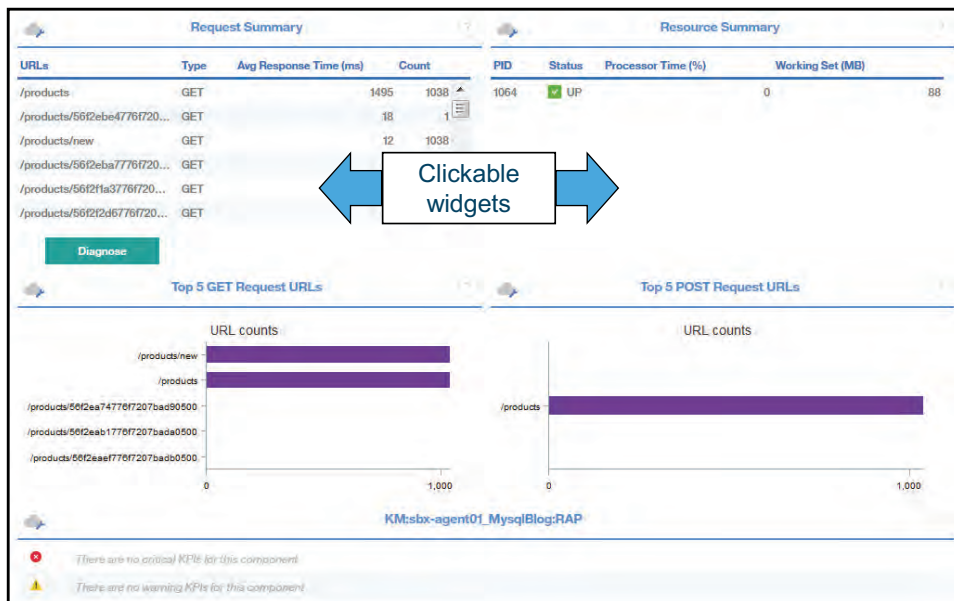 Request Summary
URLs Type Avg Response Time (ms) Count
/products GET 1495 1038
/products/56f2ebe4776f720... GET 18 1
/products/new GET 12 1038
/products/56f2eba7776f720... GET
/products/56f2f1a3776f720... GET
/products/56f2f2d6776f720... GET
Diagnose
Resource Summary
PID Status Processor Time (%) Working Set (MB)
1064 UP 0 88
Clickable
widgets
Top 5 GET Request URLs
URL counts
/products/new
/products
/products/56f2ea74776f7207bad90500
/products/56f2eab1776f7207bada0500
/products/56f2eaef776f7207badb0500
0 1,000
Top 5 POST Request URLs
URL counts
/products
0 1,000
KM:sbx-agent01_MysqlBlog:RAP
There are no critical KPIs for this component
There are no warning KPIs for this component